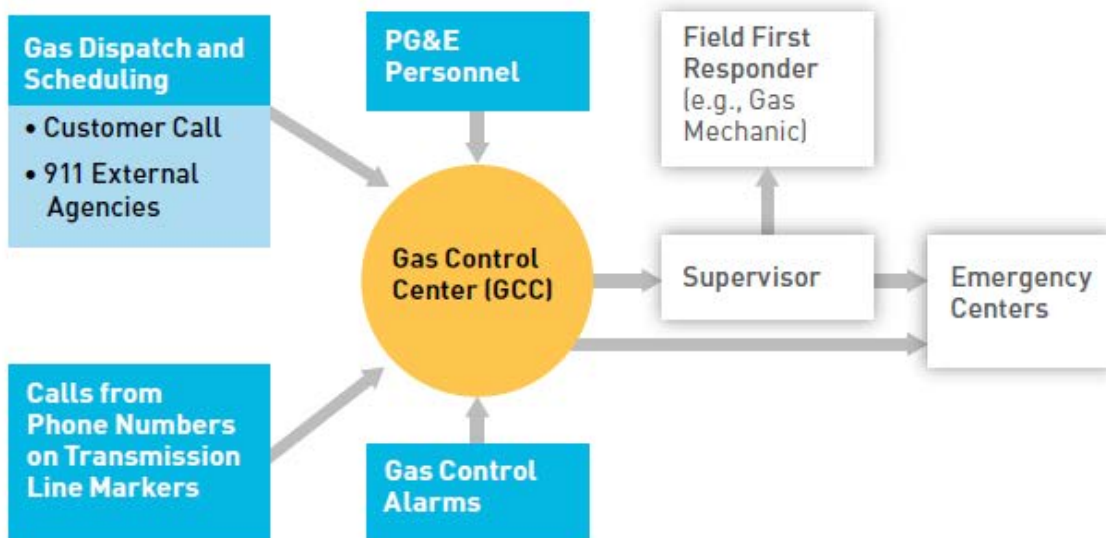 Gas Dispatch and
Scheduling
• Customer Call
• 911 External
Agencies
PG&E
Personnel
Field First
Responder
(e.g., Gas
Mechanic)
Gas Control
Center (GCC)
Supervisor
Emergency
Centers
Calls from
Phone Numbers
on Transmission
Line Markers
Gas Control
Alarms